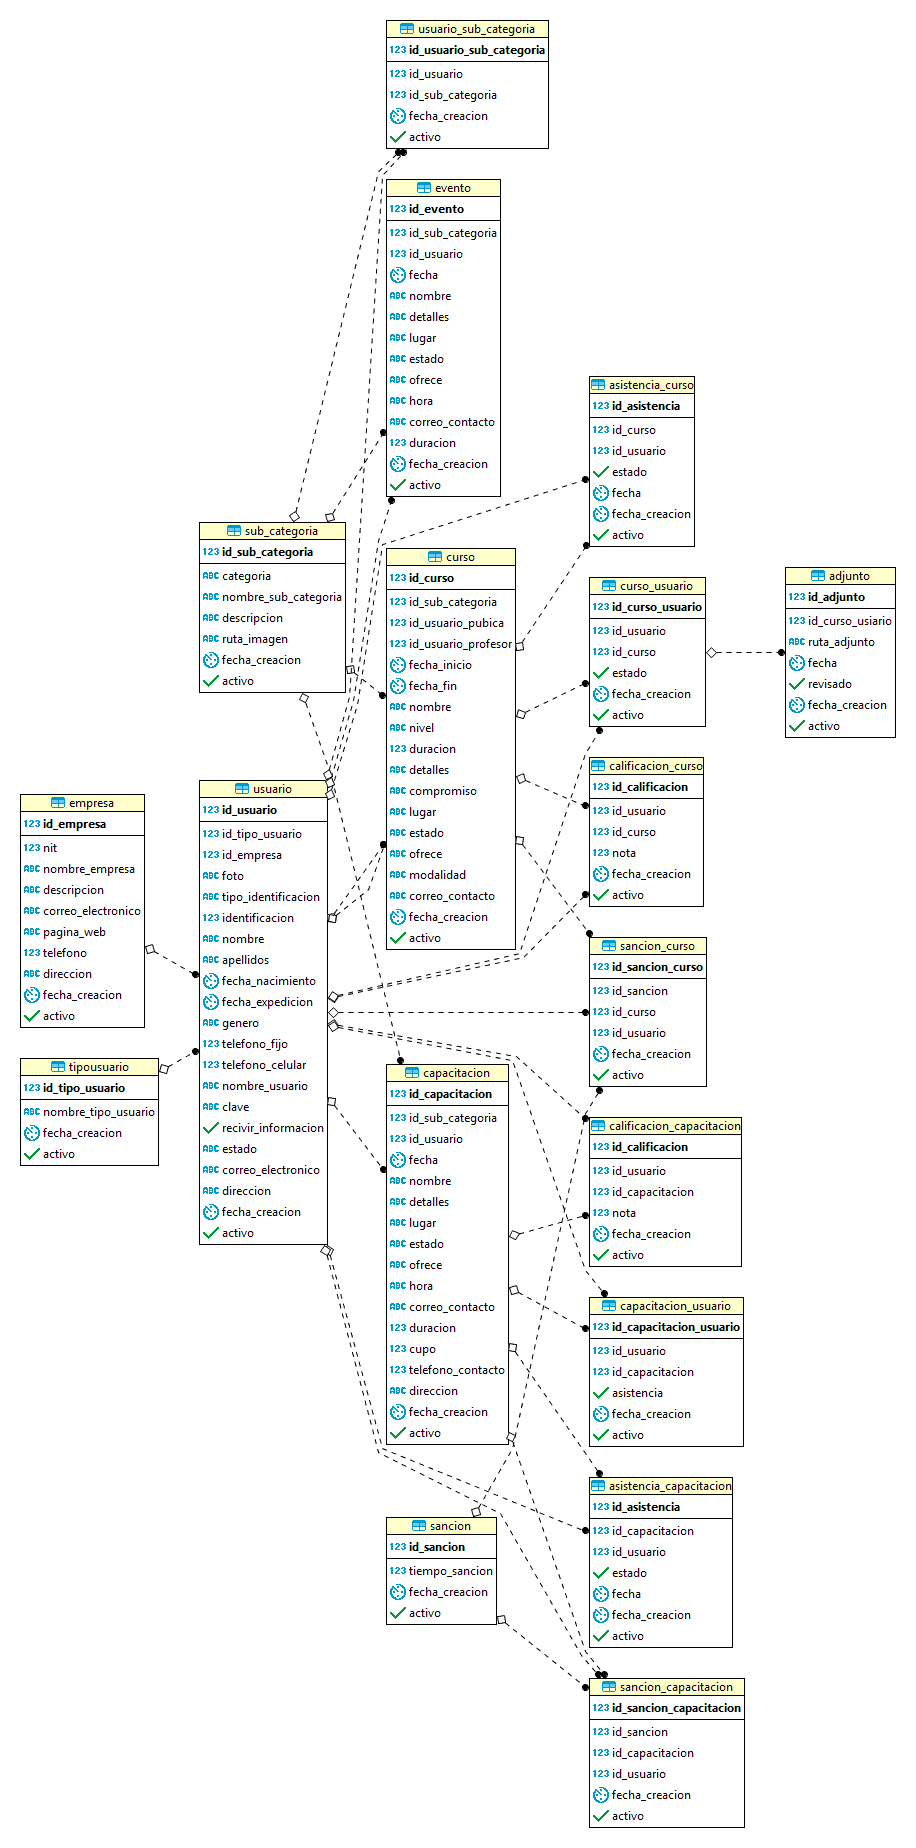 usuario_sub_categoria
123 id_usuario_sub_categoria
123 id_usuario
123 id_sub_categoria
fecha_creacion
activo
evento
123 id_evento
123 id_sub_categoria
123 id_usuario
fecha
ABC nombre
ABC detalles
ABC lugar
ABC estado
ABC ofrece
ABC hora
ABC correo_contacto
123 duracion
fecha_creacion
activo
asistencia_curso
123 id_asistencia
123 id_curso
123 id_usuario
estado
fecha
fecha_creacion
activo
sub_categoria
123 id_sub_categoria
ABC categoria
ABC nombre_sub_categoria
ABC descripcion
ABC ruta_imagen
fecha_creacion
activo
curso
123 id_curso
123 id_sub_categoria
123 id_usuario_pubica
123 id_usuario_profesor
fecha_inicio
fecha_fin
ABC nombre
ABC nivel
123 duracion
ABC detalles
ABC compromiso
ABC lugar
ABC estado
ABC ofrece
ABC modalidad
ABC correo_contacto
fecha_creacion
activo
curso_usuario
123 id_curso_usuario
123 id_usuario
123 id_curso
estado
fecha_creacion
activo
adjunto
123 id_adjunto
123 id_curso_usiario
ABC ruta_adjunto
fecha
revisado
fecha_creacion
activo
calificacion_curso
123 id_calificacion
123 id_usuario
123 id_curso
123 nota
fecha_creacion
activo
empresa
123 id_empresa
123 nit
ABC nombre_empresa
ABC descripcion
ABC correo_electronico
ABC pagina_web
123 telefono
ABC direccion
fecha_creacion
activo
usuario
123 id_usuario
123 id_tipo_usuario
123 id_empresa
ABC foto
ABC tipo_identificacion
123 identificacion
ABC nombre
ABC apellidos
fecha_nacimiento
fecha_expedicion
ABC genero
123 telefono_fijo
123 telefono_celular
ABC nombre_usuario
ABC clave
recivir_informacion
ABC estado
ABC correo_electronico
ABC direccion
fecha_creacion
activo
sancion_curso
123 id_sancion_curso
123 id_sancion
123 id_curso
123 id_usuario
fecha_creacion
activo
tipousuario
123 id_tipo_usuario
ABC nombre_tipo_usuario
fecha_creacion
activo
capacitacion
123 id_capacitacion
123 id_sub_categoria
123 id_usuario
fecha
ABC nombre
ABC detalles
ABC lugar
ABC estado
ABC ofrece
ABC hora
ABC correo_contacto
123 duracion
123 cupo
123 telefono_contacto
ABC direccion
fecha_creacion
activo
calificacion_capacitacion
123 id_calificacion
123 id_usuario
123 id_capacitacion
123 nota
fecha_creacion
activo
capacitacion_usuario
123 id_capacitacion_usuario
123 id_usuario
123 id_capacitacion
asistencia
fecha_creacion
activo
asistencia_capacitacion
123 id_asistencia
123 id_capacitacion
123 id_usuario
estado
fecha
fecha_creacion
activo
sancion
123 id_sancion
123 tiempo_sancion
fecha_creacion
activo
sancion_capacitacion
123 id_sancion_capacitacion
123 id_sancion
123 id_capacitacion
123 id_usuario
fecha_creacion
activo